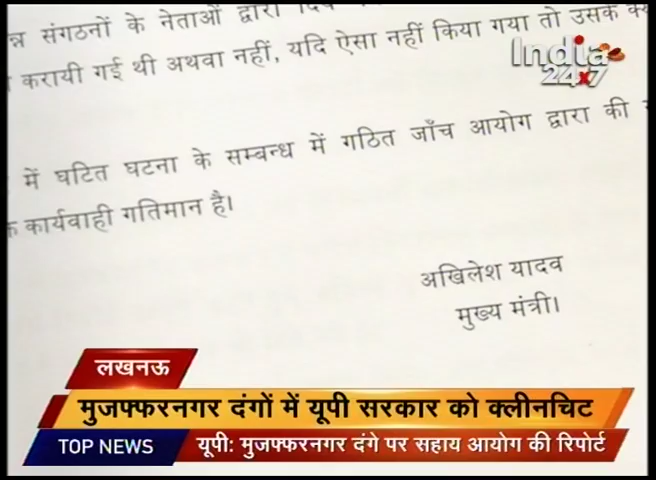 न्न संगठनों के नेताओं द्वारा
करायी गई थी अथवा नहीं, यदि ऐसा नहीं किया गया तो उसके
India
24x7
में घटित घटना के सम्बन्ध में गठित जाँच आयोग द्वारा की
कार्यवाही गतिमान है।
अखिलेश यादव
मुख्य मंत्री।
लखनऊ
मुजफ्फरनगर दंगों में यूपी सरकार को क्लीनचिट
TOP NEWS यूपी: मुजफ्फरनगर दंगे पर सहाय आयोग की रिपोर्ट